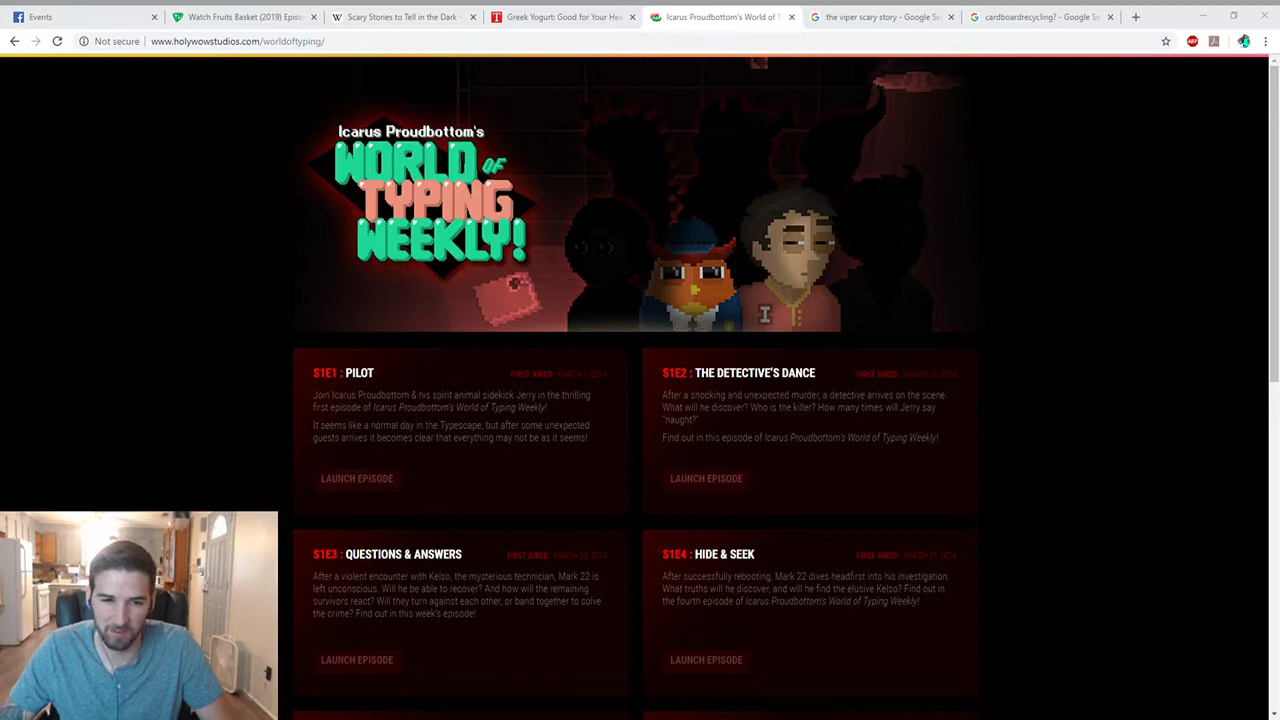 Events
Watch Fruits Basket (2019) Episo
Scary Stories to Tell in the Dark -
Greek Yogurt: Good for Your Hea
Icarus Proudbottom's World of T
the viper scary story - Google Se
cardboardrecycling? - Google Se
Not secure www.holywowstudios.com/worldoftyping/
ABP
Icarus Proudbottom's
WORLD OF
TYPING
WEEKLY!
I
S1E1 : PILOT
Join Icarus Proudbottom & his spirit animal sidekick Jerry in the thrilling
first episode of Icarus Proudbottom's World of Typing Weekly!
It seems like a normal day in the Typescape, but after some unexpected
guests arrives it becomes clear that everything may not be as it seems!
LAUNCH EPISODE
S1E2 : THE DETECTIVE'S DANCE
FIRST AIRED:
After a shocking and unexpected murder, a detective arrives on the scene.
What will he discover? Who is the killer? How many times will Jerry say
"naught?"
Find out in this episode of Icarus Proudbottom's World of Typing Weekly!
LAUNCH EPISODE
S1E3 : QUESTIONS & ANSWERS
FIRST AIRED:
After a violent encounter with Kelso, the mysterious technician, Mark 22 is
left unconscious. Will he be able to recover? And how will the remaining
survivors react? Will they turn against each other, or band together to solve
the crime? Find out in this week's episode!
LAUNCH EPISODE
S1E4 : HIDE & SEEK
FIRST AIRED:
After successfully rebooting, Mark 22 dives headfirst into his investigation.
What truths will he discover, and will he find the elusive Kelso? Find out in
the fourth episode of Icarus Proudbottom's World of Typing Weekly!
LAUNCH EPISODE